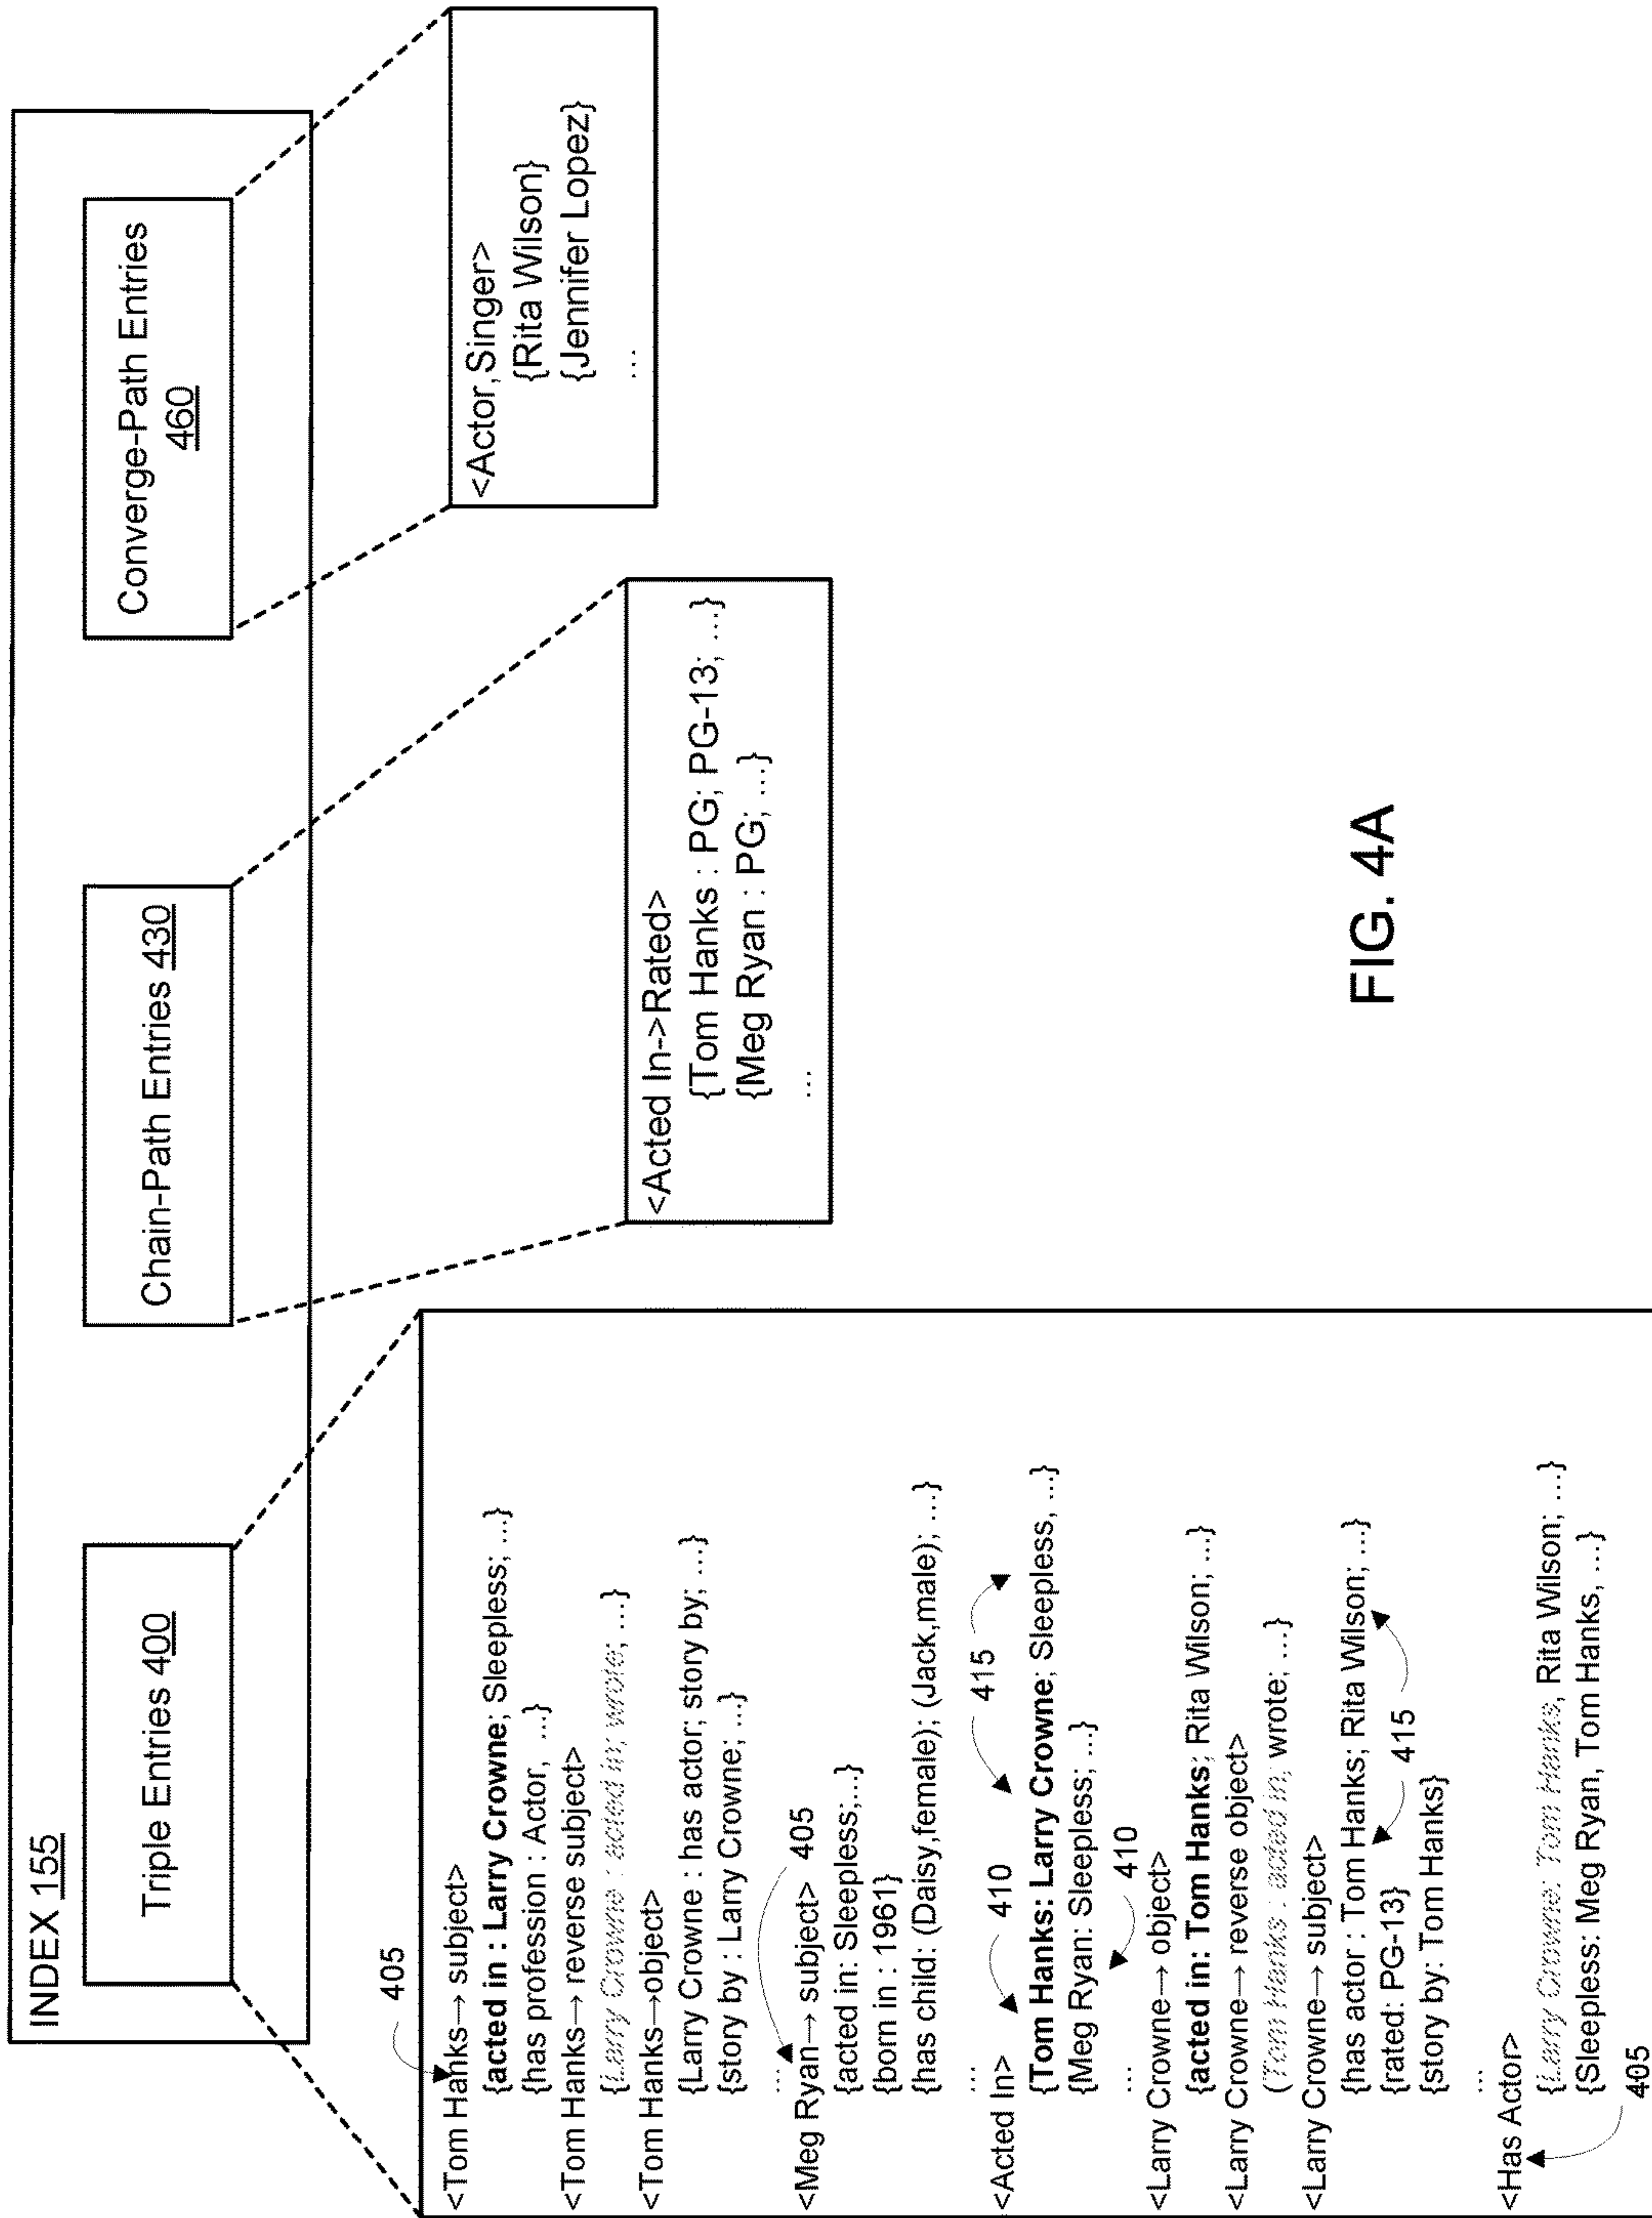 INDEX 155
Triple Entries 400
Chain-Path Entries 430
Converge-Path Entries
460
405
<Tom Hanks→ subject>
{acted in : Larry Crowne; Sleepless; ...}
{has profession : Actor, ...}
<Tom Hanks→ reverse subject>
{Larry Crowne : acted in; wrote; ...}
<Tom Hanks→object>
{Larry Crowne : has actor; story by; ...}
{story by : Larry Crowne; ...}
...
<Meg Ryan→ subject> 405
{acted in: Sleepless;...}
{born in : 1961}
{has child: (Daisy,female); (Jack,male); ...}
...
<Acted In> 410 415
{Tom Hanks: Larry Crowne; Sleepless, ...}
{Meg Ryan: Sleepless; ...}
... 410
<Larry Crowne→ object>
{acted in: Tom Hanks; Rita Wilson; ...}
<Larry Crowne→ reverse object>
(Tom Hanks : acted in; wrote; ...}
<Larry Crowne→ subject>
{has actor : Tom Hanks; Rita Wilson; ...}
{rated: PG-13} 415
{story by: Tom Hanks}
...
<Has Actor>
{Larry Crowne: Tom Hanks, Rita Wilson; ...}
{Sleepless: Meg Ryan, Tom Hanks, ...}
405
<Acted In->Rated>
{Tom Hanks : PG; PG-13; ...}
{Meg Ryan : PG; ...}
...
<Actor,Singer>
{Rita Wilson}
{Jennifer Lopez}
...
FIG. 4A